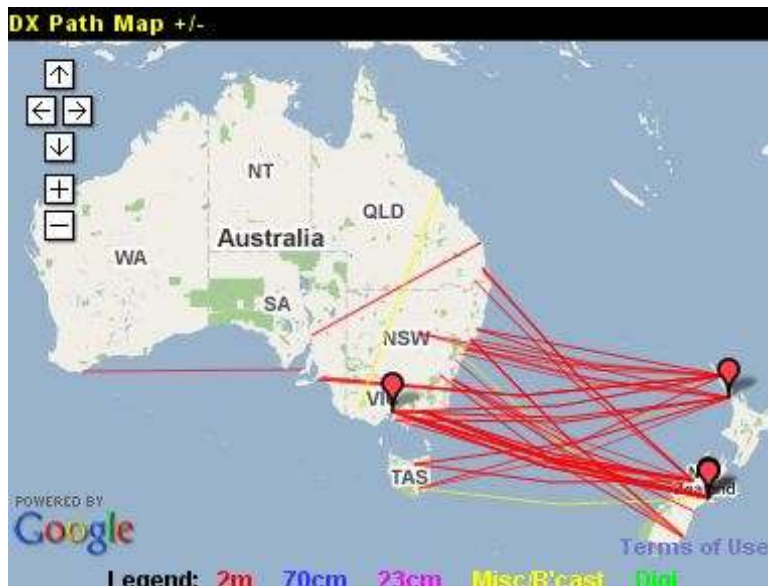 DX Path Map +/-
NT
QLD
Australia
WA
SA
NSW
VIC
TAS
POWERED BY
Google
Terms of Use
Legend: 2m 70cm 23cm Misc/B'cast Digi